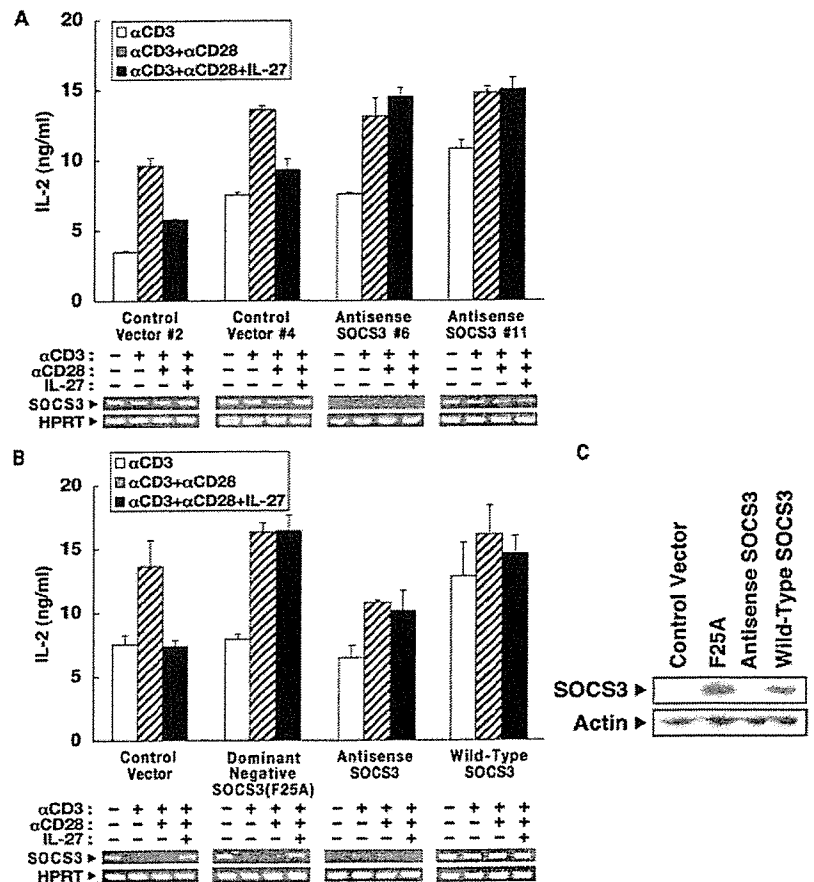 A
αCD3
αCD3+αCD28
αCD3+αCD28+IL-27
20
15
10
5
0
IL-2 (ng/ml)
Control Vector #2
Control Vector #4
Antisense SOCS3 #6
Antisense SOCS3 #11
αCD3 : - + + + - + + + - + + + - + + +
αCD28 : - - + + - - + + - - + + - - + +
IL-27 : - - - + - - - + - - - + - - - +
SOCS3
HPRT
B
αCD3
αCD3+αCD28
αCD3+αCD28+IL-27
20
15
10
5
0
IL-2 (ng/ml)
Control Vector
Dominant Negative SOCS3(F25A)
Antisense SOCS3
Wild-Type SOCS3
αCD3 : - + + + - + + + - + + + - + + +
αCD28 : - - + + - - + + - - + + - - + +
IL-27 : - - - + - - - + - - - + - - - +
SOCS3
HPRT
C
Control Vector
F25A
Antisense SOCS3
Wild-Type SOCS3
SOCS3
Actin